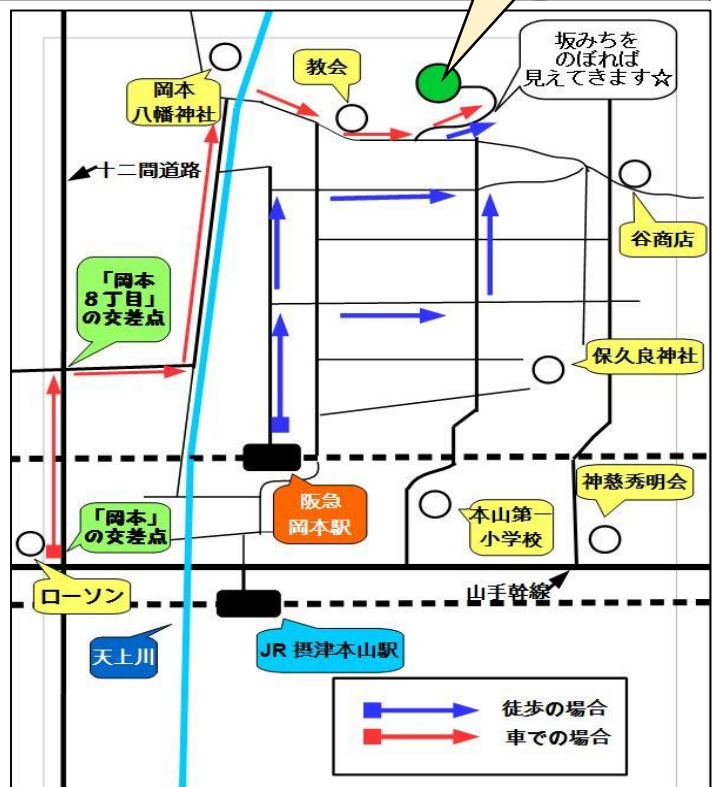 坂みちを
のぼれば
見えてきます☆
教会
岡本
八幡神社
十二間道路
谷商店
「岡本
8丁目」
の交差点
保久良神社
神慈秀明会
阪急
岡本駅
本山第一
小学校
「岡本」
の交差点
ローソン
山手幹線
天上川
JR 摂津本山駅
徒歩の場合
車での場合